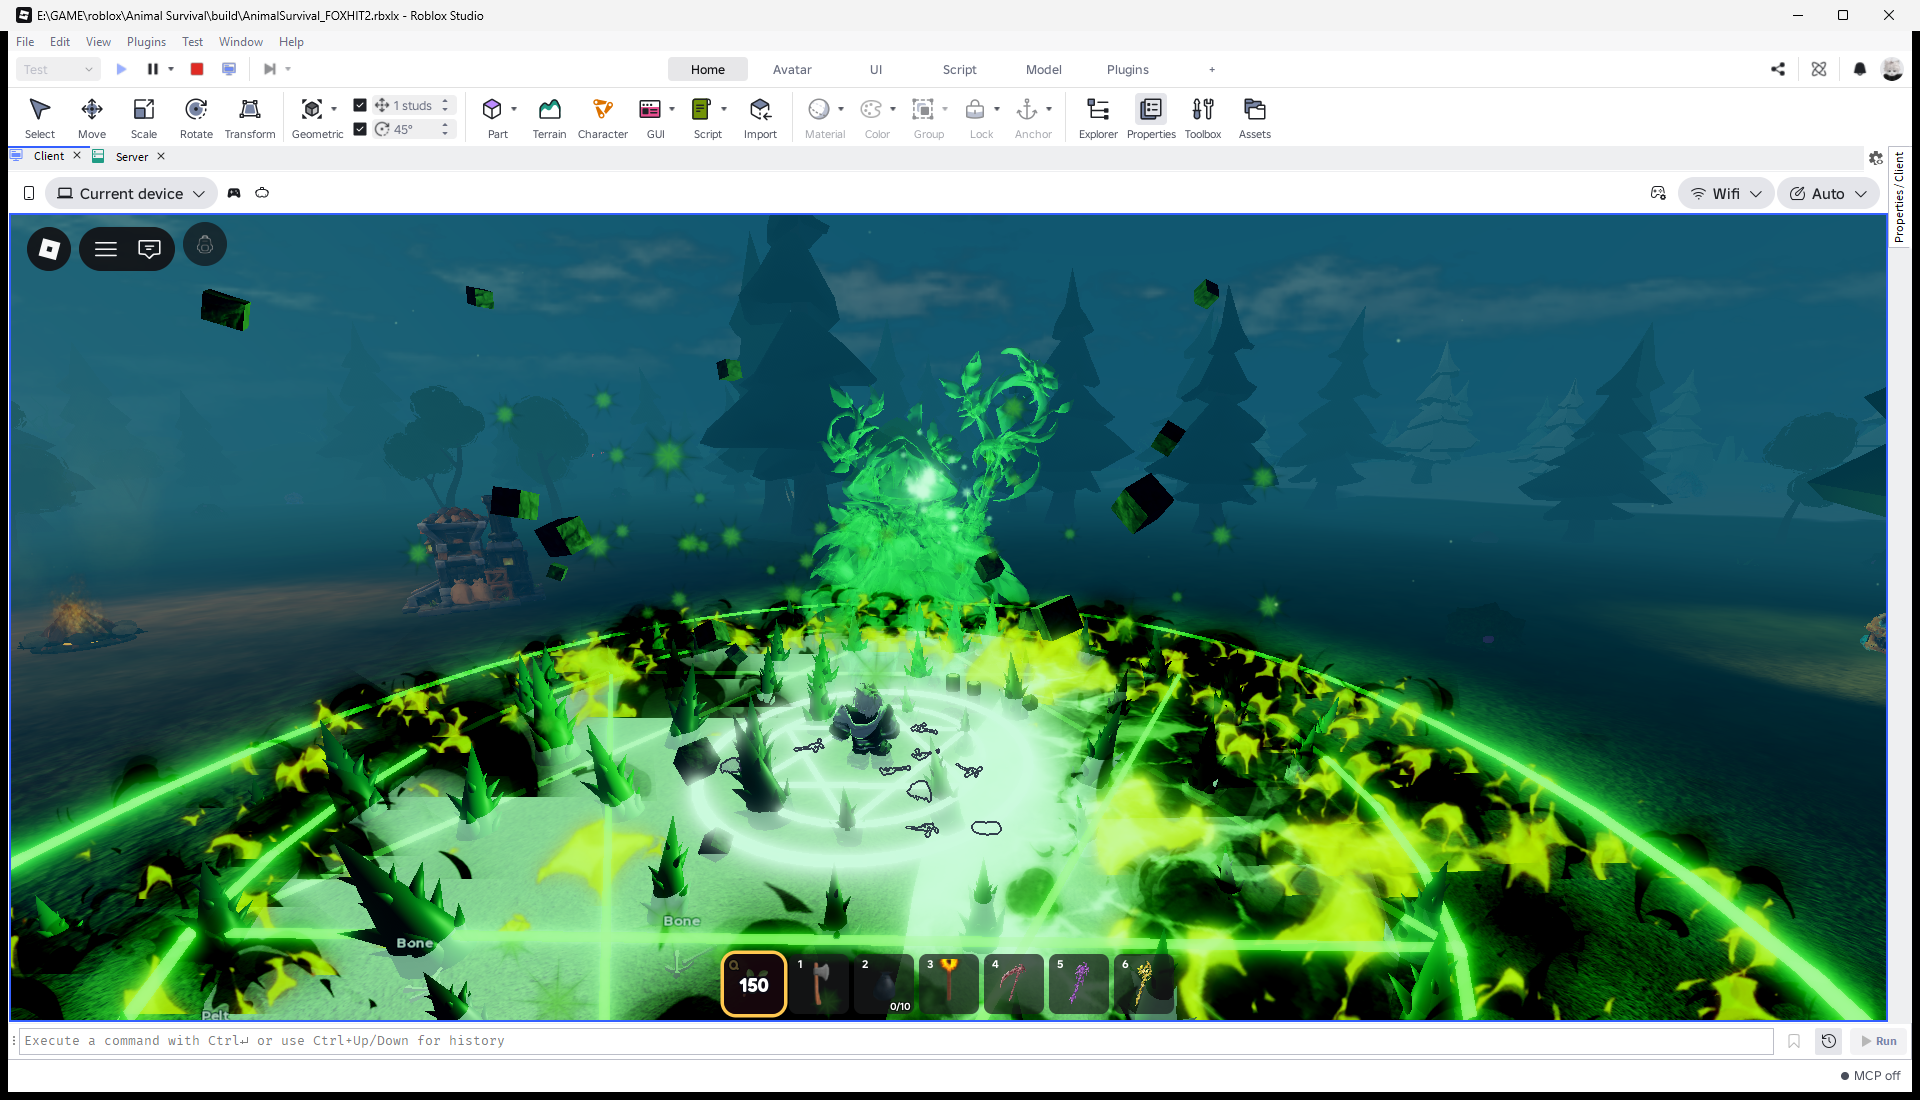 E:\GAME\roblox\Animal Survival\build\AnimalSurvival_FOXHIT2.rbxlx - Roblox Studio
File Edit View Plugins Test Window Help
Test
Home Avatar UI Script Model Plugins +
1 studs
45°
Select Move Scale Rotate Transform Geometric Part Terrain Character GUI Script Import Material Color Group Lock Anchor Explorer Properties Toolbox Assets
Client Server
Properties / Client
Current device Wifi Auto
Bone
Bone
Pelt
Q 150 1 2 0/10 3 4 5 6
Execute a command with Ctrl↵ or use Ctrl+Up/Down for history
Run
MCP off